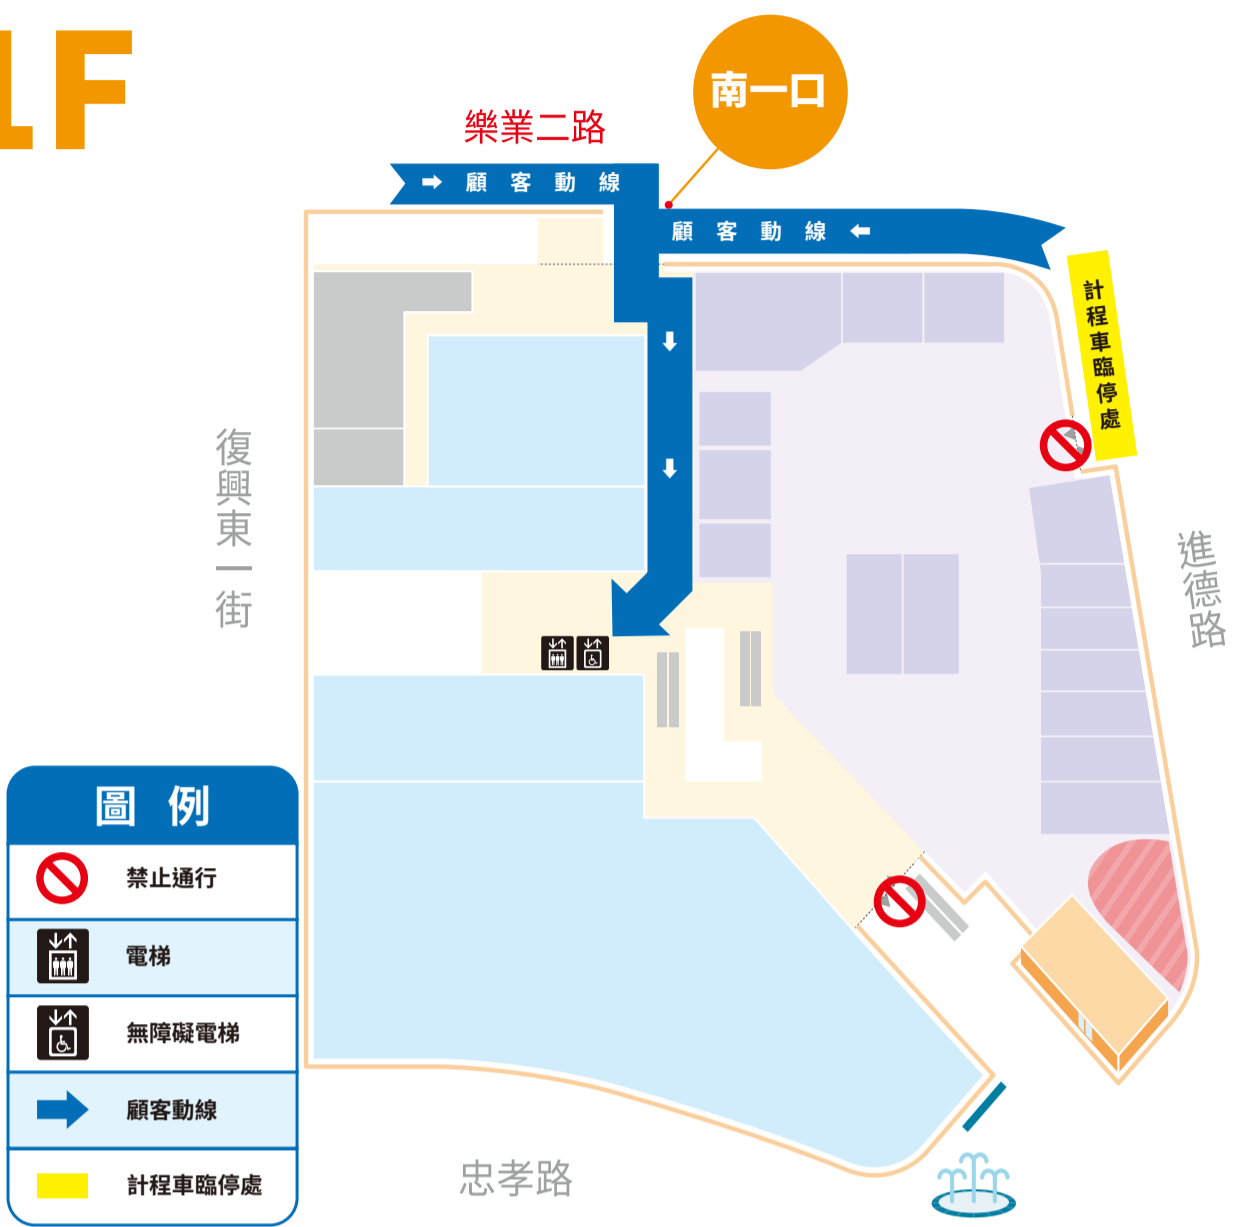 1F
南一口
樂業二路
顧客動線
顧客動線
計程車臨停處
復興東一街
進德路
忠孝路
圖例
禁止通行
電梯
無障礙電梯
顧客動線
計程車臨停處